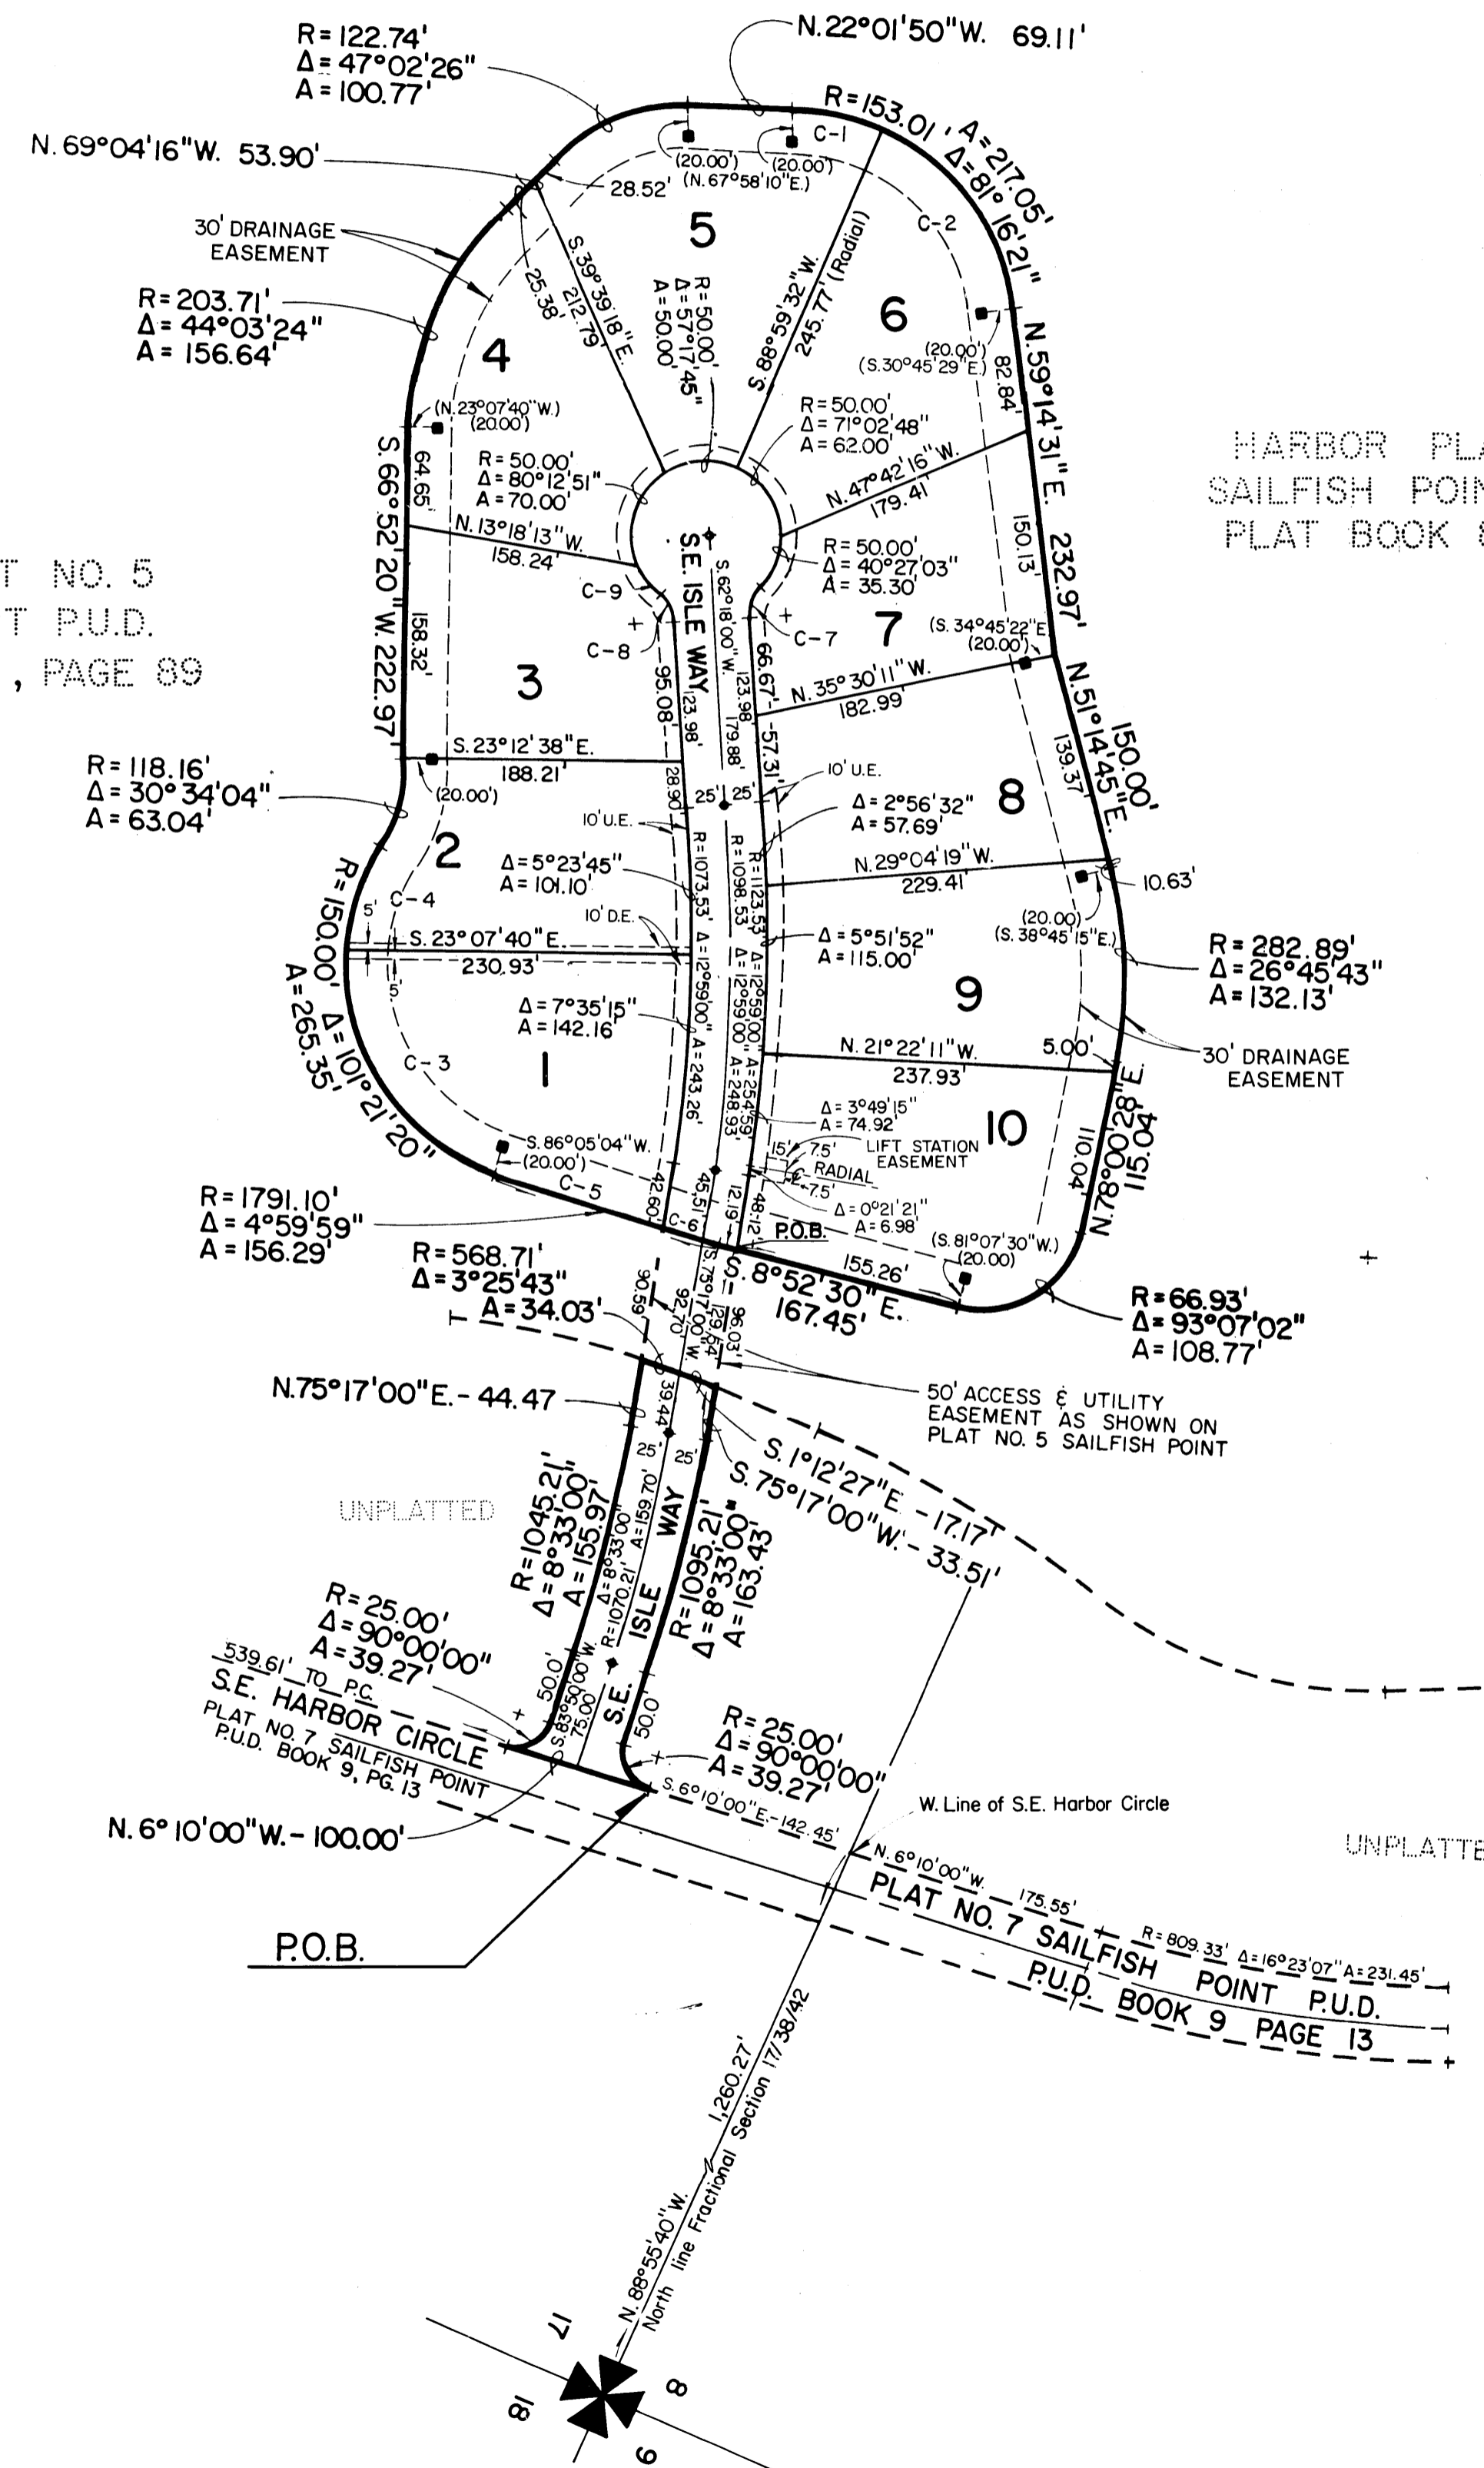 N.22°01'50"W. 69.11'
R=122.74'
Δ=47°02'26"
A=100.77'
N.69°04'16"W. 53.90'
30' DRAINAGE
EASEMENT
R=203.71'
Δ=44°03'24"
A=156.64'
R=153.01' A=217.05'
Δ=81°16'21"
C-1
(20.00')
(20.00')
(N.67°58'10"E.)
28.52'
5
C-2
25.38'
S.39°39'18"E.
212.79'
R=50.00'
Δ=57°17'45"
A=50.00'
S.88°59'32"W.
245.77' (Radial)
6
(20.00')
(S.30°45'29"E.)
82.84'
N.59°14'31"E. 232.97'
4
(N.23°07'40"W.)
(20.00')
64.65'
S.66°52'20"W. 222.97'
R=50.00'
Δ=80°12'51"
A=70.00'
R=50.00'
Δ=71°02'48"
A=62.00'
N.47°42'16"W.
179.41'
HARBOR PLA
SAILFISH POIN
PLAT BOOK 8
N.13°18'13"W.
158.24'
150.13'
R=50.00'
Δ=40°27'03"
A=35.30'
T NO. 5
T P.U.D.
, PAGE 89
C-9
C-8
C-7
S.E. ISLE WAY
S.62°18'00"W.
158.32'
3
7
(S.34°45'22"E.
(20.00')
N.35°30'11"W.
182.99'
95.08'
123.98'
123.98'
179.88'
66.67'
57.31'
S.23°12'38"E.
188.21'
(20.00')
28.90'
25' 25'
10' U.E.
R=118.16'
Δ=30°34'04"
A=63.04'
N.51°14'45"E.
150.00'
139.37'
8
2
10' U.E.
Δ=2°56'32"
A=57.69'
Δ=5°23'45"
A=101.10'
N.29°04'19"W.
229.41'
10.63'
C-4
R=1073.53' Δ=12°59'00" A=243.26'
R=1098.53' Δ=12°59'00" A=248.93'
R=1123.53' Δ=12°59'00" A=254.59'
(20.00')
(S.38°45'15"E.)
5'
10' D.E.
S.23°07'40"E.
230.93'
5'
Δ=5°51'52"
A=115.00'
R=282.89'
Δ=26°45'43"
A=132.13'
R=150.00' Δ=101°21'20"
A=265.35'
9
Δ=7°35'15"
A=142.16'
C-3
1
N.21°22'11"W.
237.93'
5.00'
30' DRAINAGE
EASEMENT
Δ=3°49'15"
A=74.92'
10
N.78°00'28"E.
115.04'
110.04'
15' 7.5'
LIFT STATION
EASEMENT
RADIAL
7.5'
S.86°05'04"W.
(20.00')
C-5
42.60'
C-6
45.51'
12.19'
48.12'
Δ=0°21'21"
A=6.98'
P.O.B.
(S.81°07'30"W.)
(20.00)
155.26'
S. 8°52'30"E.
167.45'
R=1791.10'
Δ=4°59'59"
A=156.29'
R=568.71'
Δ=3°25'43"
A=34.03'
90.59'
92.70'
S.75°17'00"W.
129.54'
96.03'
R=66.93'
Δ=93°07'02"
A=108.77'
50' ACCESS & UTILITY
EASEMENT AS SHOWN ON
PLAT NO. 5 SAILFISH POINT
N.75°17'00"E.- 44.47
39.44'
25' 25'
S. 1°12'27"E - 17.17'
S. 75°17'00"W. - 33.51'
UNPLATTED
R=1045.21'
Δ=8°33'00"
A=155.97'
Δ=8°33'00"
R=1070.21' A=159.70'
S.E. ISLE WAY
R=1095.21'
Δ=8°33'00"
A=163.43'
R=25.00'
Δ=90°00'00"
A=39.27'
539.61' TO P.C.
S.E. HARBOR CIRCLE
PLAT NO. 7 SAILFISH POINT
P.U.D. BOOK 9, PG. 13
50.0'
S.83°50'00"W.
75.00'
50.0'
R=25.00'
Δ=90°00'00"
A=39.27'
N. 6°10'00"W.- 100.00'
S. 6°10'00"E.-142.45'
W. Line of S.E. Harbor Circle
UNPLATTE
N. 6°10'00"W. 175.55'
P.O.B.
R=809.33' Δ=16°23'07" A=231.45'
PLAT NO. 7 SAILFISH POINT P.U.D.
P.U.D. BOOK 9 PAGE 13
1,260.27'
N.88°55'40"W.
North line Fractional Section 17/38/42
17
8
18
9